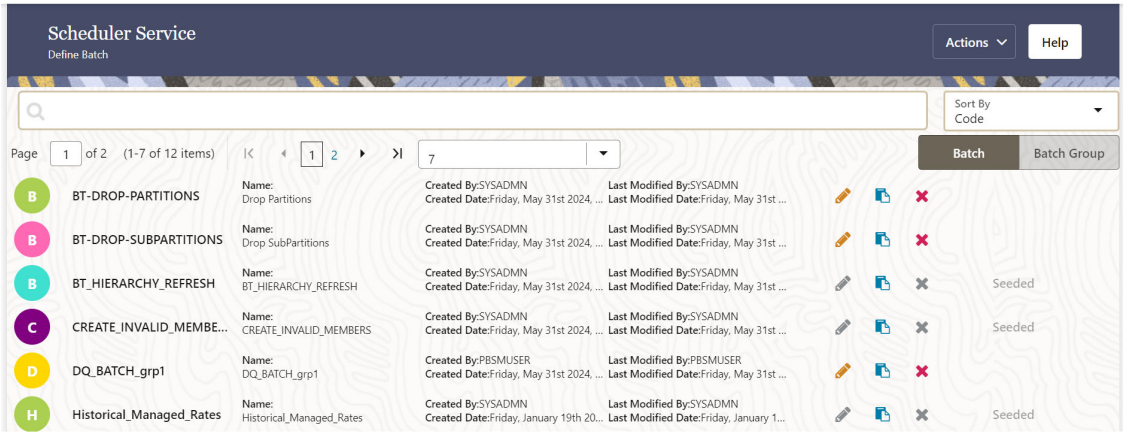 Scheduler Service
Define Batch
Actions
Help
Sort By
Code
Page 1 of 2 (1-7 of 12 items) 1 2 7
Batch Batch Group
B BT-DROP-PARTITIONS Name: Drop Partitions Created By:SYSADMN Created Date:Friday, May 31st 2024, ... Last Modified By:SYSADMN Last Modified Date:Friday, May 31st ...
B BT-DROP-SUBPARTITIONS Name: Drop SubPartitions Created By:SYSADMN Created Date:Friday, May 31st 2024, ... Last Modified By:SYSADMN Last Modified Date:Friday, May 31st ...
B BT_HIERARCHY_REFRESH Name: BT_HIERARCHY_REFRESH Created By:SYSADMN Created Date:Friday, May 31st 2024, ... Last Modified By:SYSADMN Last Modified Date:Friday, May 31st ... Seeded
C CREATE_INVALID_MEMBE... Name: CREATE_INVALID_MEMBERS Created By:SYSADMN Created Date:Friday, May 31st 2024, ... Last Modified By:SYSADMN Last Modified Date:Friday, May 31st ... Seeded
D DQ_BATCH_grp1 Name: DQ_BATCH_grp1 Created By:PBSMUSER Created Date:Friday, May 31st 2024, ... Last Modified By:PBSMUSER Last Modified Date:Friday, May 31st ...
H Historical_Managed_Rates Name: Historical_Managed_Rates Created By:SYSADMN Created Date:Friday, January 19th 20... Last Modified By:SYSADMN Last Modified Date:Friday, January 1... Seeded